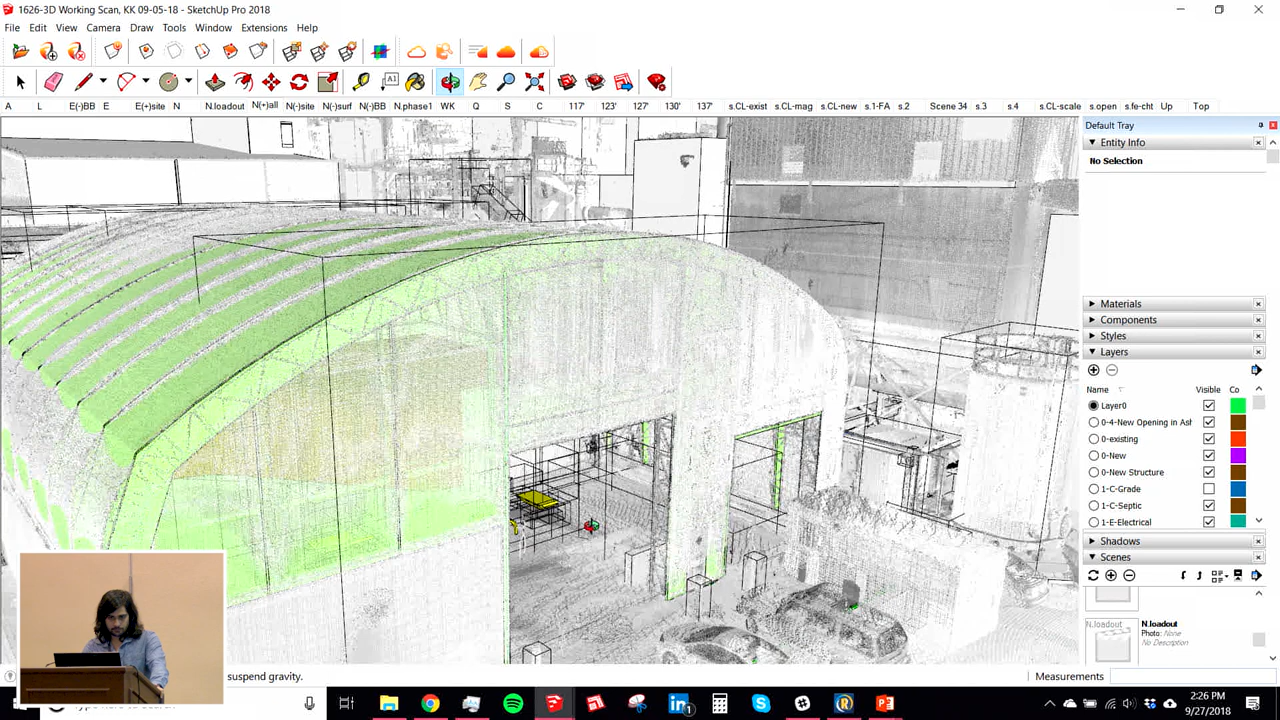 1626-3D Working Scan, KK 09-05-18 - SketchUp Pro 2018
File Edit View Camera Draw Tools Window Extensions Help
A L E(-)BB E(+)site N N.loadout N(+)all N(-)site N(-)surf N(-)BB N.phase1 WK Q S C 117' 123' 127' 130' 137' s.CL-exist s.CL-mag s.CL-new s.1-FA s.2 Scene 34 s.3 s.4 s.CL-scale s.open s.fe-cht Up Top
Default Tray
Entity Info
No Selection
Materials
Components
Styles
Layers
Name Visible Co
Layer0
0-4-New Opening in Ash
0-existing
0-New
0-New Structure
1-C-Grade
1-C-Septic
1-E-Electrical
Shadows
Scenes
N.loadout
N.loadout
Photo: None
No Description
suspend gravity.
Measurements
2:26 PM
9/27/2018